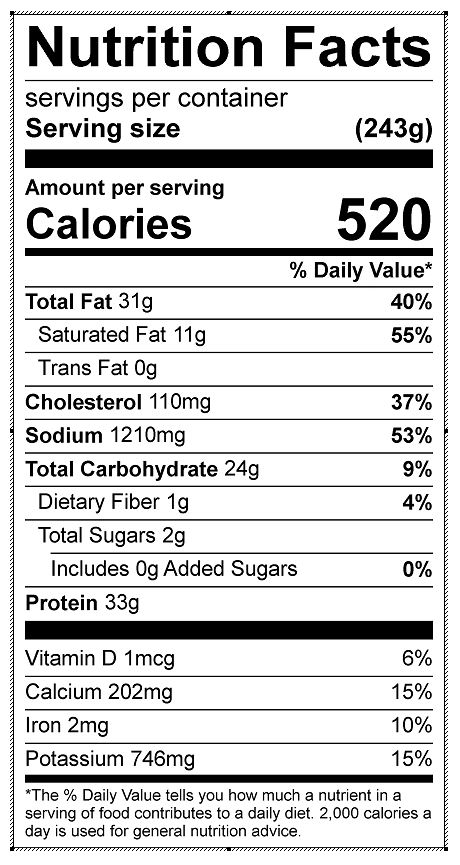 Nutrition Facts
servings per container
Serving size (243g)
Amount per serving
Calories 520
% Daily Value*
Total Fat 31g 40%
Saturated Fat 11g 55%
Trans Fat 0g
Cholesterol 110mg 37%
Sodium 1210mg 53%
Total Carbohydrate 24g 9%
Dietary Fiber 1g 4%
Total Sugars 2g
Includes 0g Added Sugars 0%
Protein 33g
Vitamin D 1mcg 6%
Calcium 202mg 15%
Iron 2mg 10%
Potassium 746mg 15%
*The % Daily Value tells you how much a nutrient in a
serving of food contributes to a daily diet. 2,000 calories a
day is used for general nutrition advice.